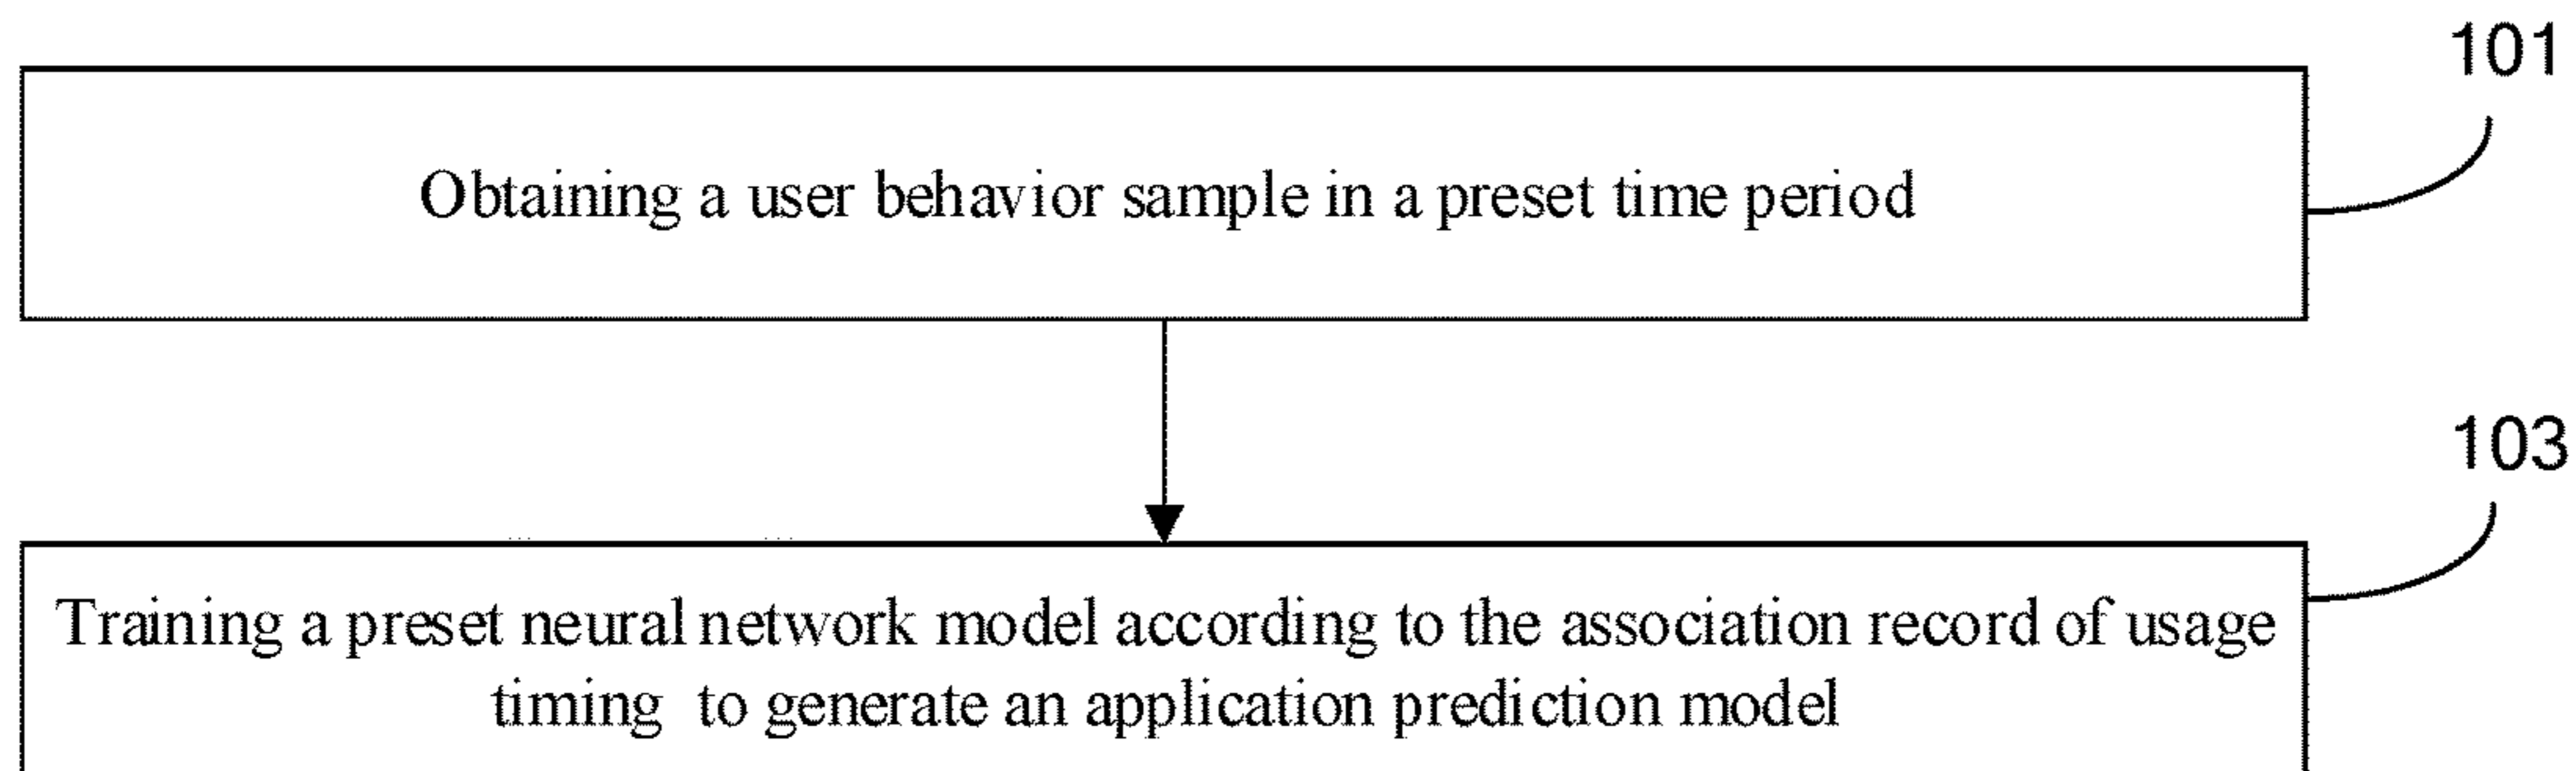 101
Obtaining a user behavior sample in a preset time period
103
Training a preset neural network model according to the association record of usage
timing to generate an application prediction model